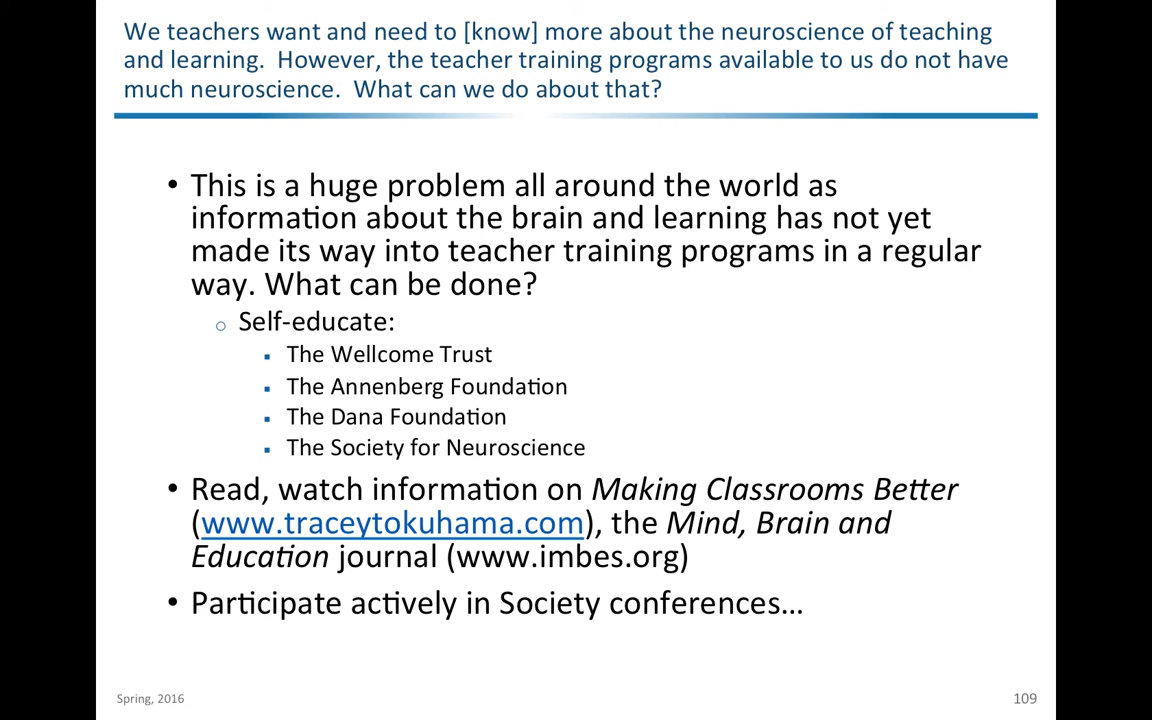 We teachers want and need to [know] more about the neuroscience of teaching
and learning.  However, the teacher training programs available to us do not have
much neuroscience.  What can we do about that?
• This is a huge problem all around the world as
information about the brain and learning has not yet
made its way into teacher training programs in a regular
way. What can be done?
o Self-educate:
▪ The Wellcome Trust
▪ The Annenberg Foundation
▪ The Dana Foundation
▪ The Society for Neuroscience
• Read, watch information on Making Classrooms Better
(www.traceytokuhama.com), the Mind, Brain and
Education journal (www.imbes.org)
• Participate actively in Society conferences…
Spring, 2016
109